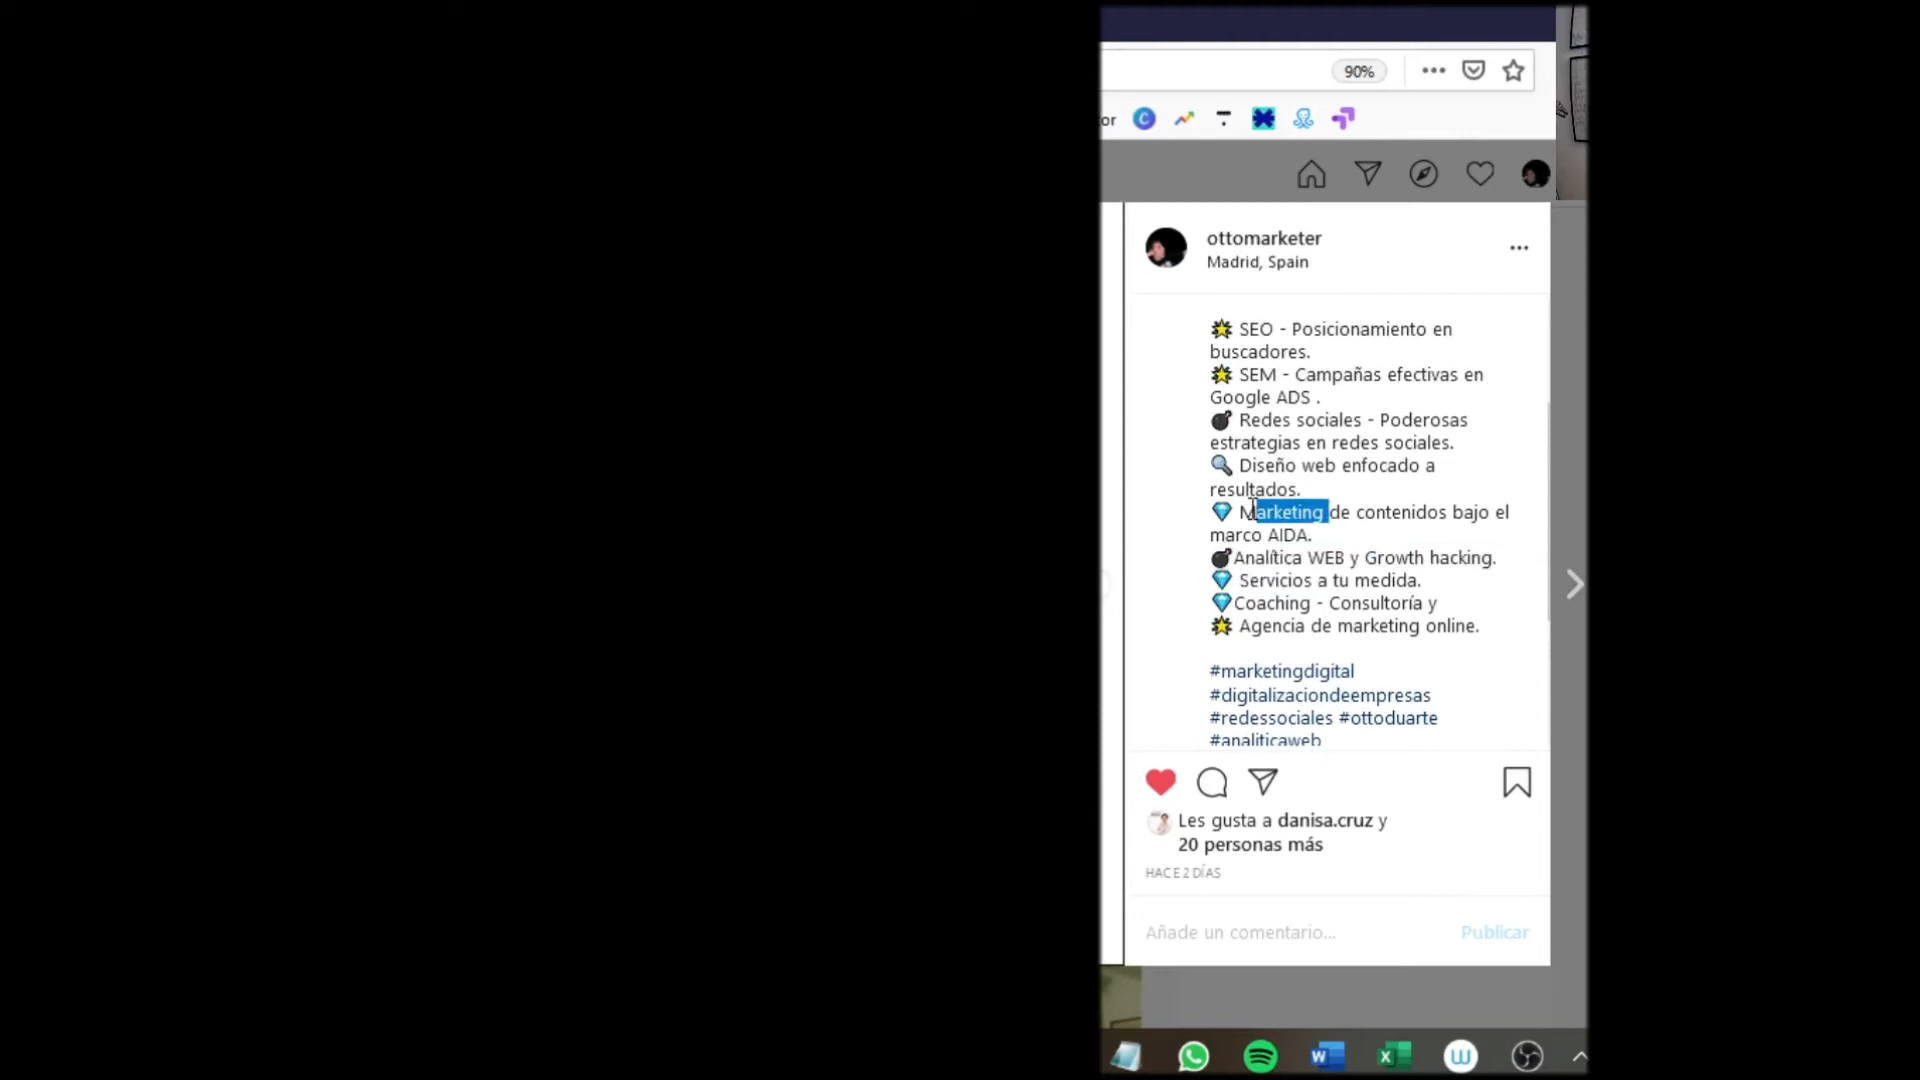 90%
or
ottomarketer
Madrid, Spain
SEO - Posicionamiento en
buscadores.
SEM - Campañas efectivas en
Google ADS .
Redes sociales - Poderosas
estrategias en redes sociales.
Diseño web enfocado a
resultados.
Marketing de contenidos bajo el
marco AIDA.
Analítica WEB y Growth hacking.
Servicios a tu medida.
Coaching - Consultoría y
Agencia de marketing online.
#marketingdigital
#digitalizaciondeempresas
#redessociales #ottoduarte
#analiticaweb
Les gusta a danisa.cruz y
20 personas más
HACE 2 DÍAS
Añade un comentario...
Publicar